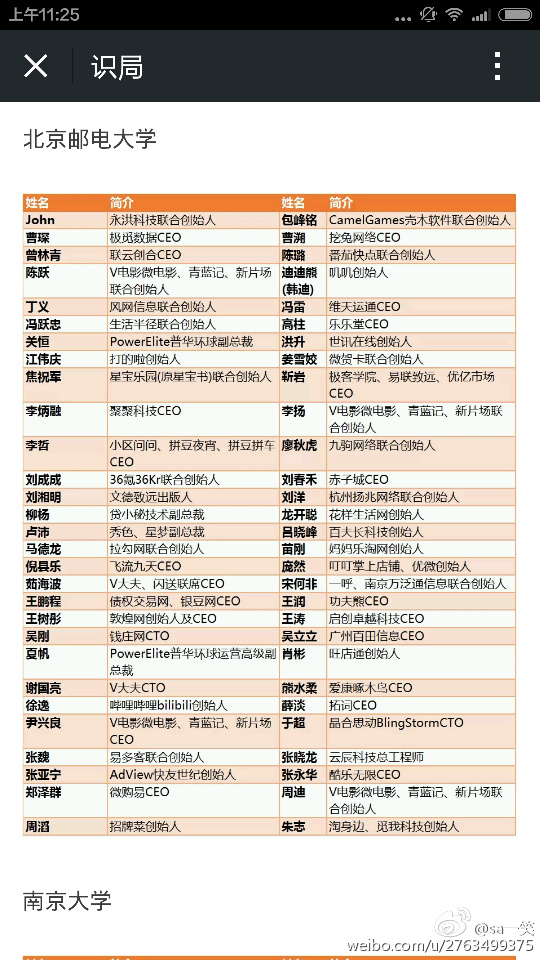 上午11:25
识局
北京邮电大学
姓名 简介 姓名 简介
John 永洪科技联合创始人 包峰铭 CamelGames壳木软件联合创始人
曹琛 极觅数据CEO 曹溯 挖兔网络CEO
曾林青 联云创合CEO 陈璐 番茄快点联合创始人
陈跃 V电影微电影、青蓝记、新片场 迪迪熊 叽叽创始人
联合创始人 (韩迪)
丁义 风网信息联合创始人 冯雷 维天运通CEO
冯跃忠 生活半径联合创始人 高柱 乐乐堂CEO
关恒 PowerElite普华环球副总裁 洪升 世讯在线创始人
江伟庆 打的啦创始人 姜雪姣 微贺卡联合创始人
焦祝军 星宝乐园(原星宝书)联合创始人 靳岩 极客学院、易联致远、优亿市场
CEO
李炳融 聚聚科技CEO 李扬 V电影微电影、青蓝记、新片场联
合创始人
李哲 小区问问、拼豆夜宵、拼豆拼车 廖秋虎 九驹网络联合创始人
CEO
刘成成 36氪36Kr联合创始人 刘春禾 赤子城CEO
刘湘明 文德致远出版人 刘洋 杭州扬兆网络联合创始人
柳杨 贷小秘技术副总裁 龙开聪 花样生活网创始人
卢沛 秀色、星梦副总裁 吕晓峰 百夫长科技创始人
马德龙 拉勾网联合创始人 苗刚 妈妈乐淘网创始人
倪县乐 飞流九天CEO 庞然 叮叮掌上店铺、优微创始人
茹海波 V大夫、闪送联席CEO 宋何非 一呼、南京万泛通信息联合创始人
王鹏程 债权交易网、银豆网CEO 王润 功夫熊CEO
王树彤 敦煌网创始人及CEO 王涛 启创卓越科技CEO
吴刚 钱庄网CTO 吴立立 广州百田信息CEO
夏帆 PowerElite普华环球运营高级副 肖彬 旺店通创始人
总裁
谢国亮 V大夫CTO 熊水柔 爱康啄木鸟CEO
徐逸 哔哩哔哩bilibili创始人 薛淡 拓词CEO
尹兴良 V电影微电影、青蓝记、新片场 于超 品合思动BlingStormCTO
CEO
张魏 易多客联合创始人 张晓龙 云辰科技总工程师
张亚宁 AdView快友世纪创始人 张永华 酷乐无限CEO
郑泽群 微购易CEO 周迪 V电影微电影、青蓝记、新片场联
合创始人
周滔 招牌菜创始人 朱志 淘身边、觅我科技创始人
南京大学
@sa一笑
weibo.com/u/2763499375